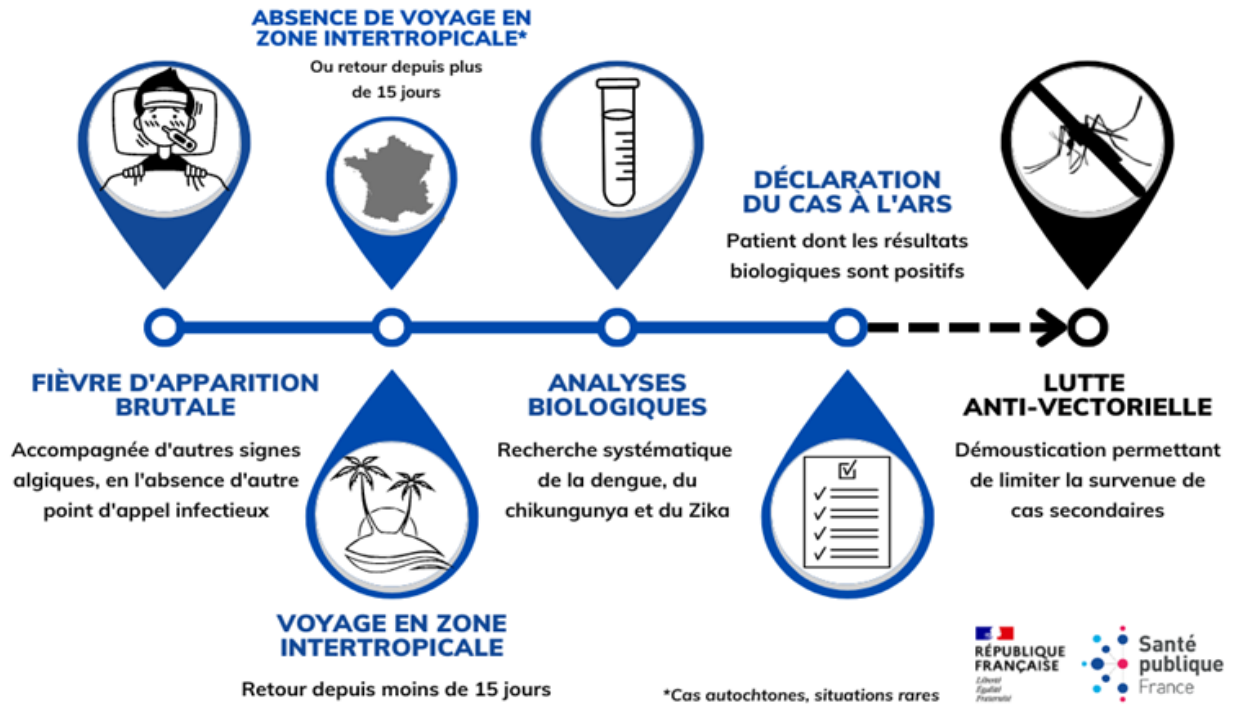 ABSENCE DE VOYAGE EN
ZONE INTERTROPICALE*
Ou retour depuis plus
de 15 jours
DÉCLARATION
DU CAS À L'ARS
Patient dont les résultats
biologiques sont positifs
FIÈVRE D'APPARITION
BRUTALE
Accompagnée d'autres signes
algiques, en l'absence d'autre
point d'appel infectieux
ANALYSES
BIOLOGIQUES
Recherche systématique
de la dengue, du
chikungunya et du Zika
LUTTE
ANTI-VECTORIELLE
Démoustication permettant
de limiter la survenue de
cas secondaires
VOYAGE EN ZONE
INTERTROPICALE
Retour depuis moins de 15 jours
*Cas autochtones, situations rares
RÉPUBLIQUE
FRANÇAISE
Liberté
Égalité
Fraternité
Santé
publique
France